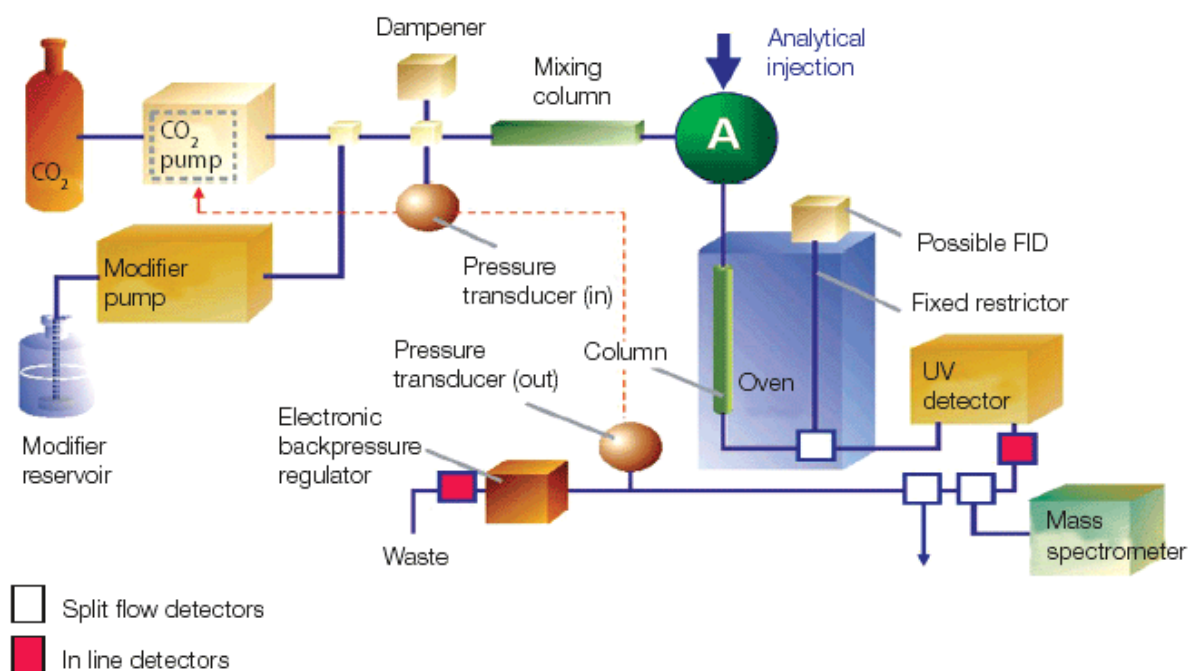 Dampener
Analytical
injection
Mixing
column
A
CO₂
CO₂
pump
Modifier
pump
Pressure
transducer (in)
Possible FID
Fixed restrictor
Pressure
transducer (out)
Column
Oven
UV
detector
Modifier
reservoir
Electronic
backpressure
regulator
Waste
Mass
spectrometer
Split flow detectors
In line detectors